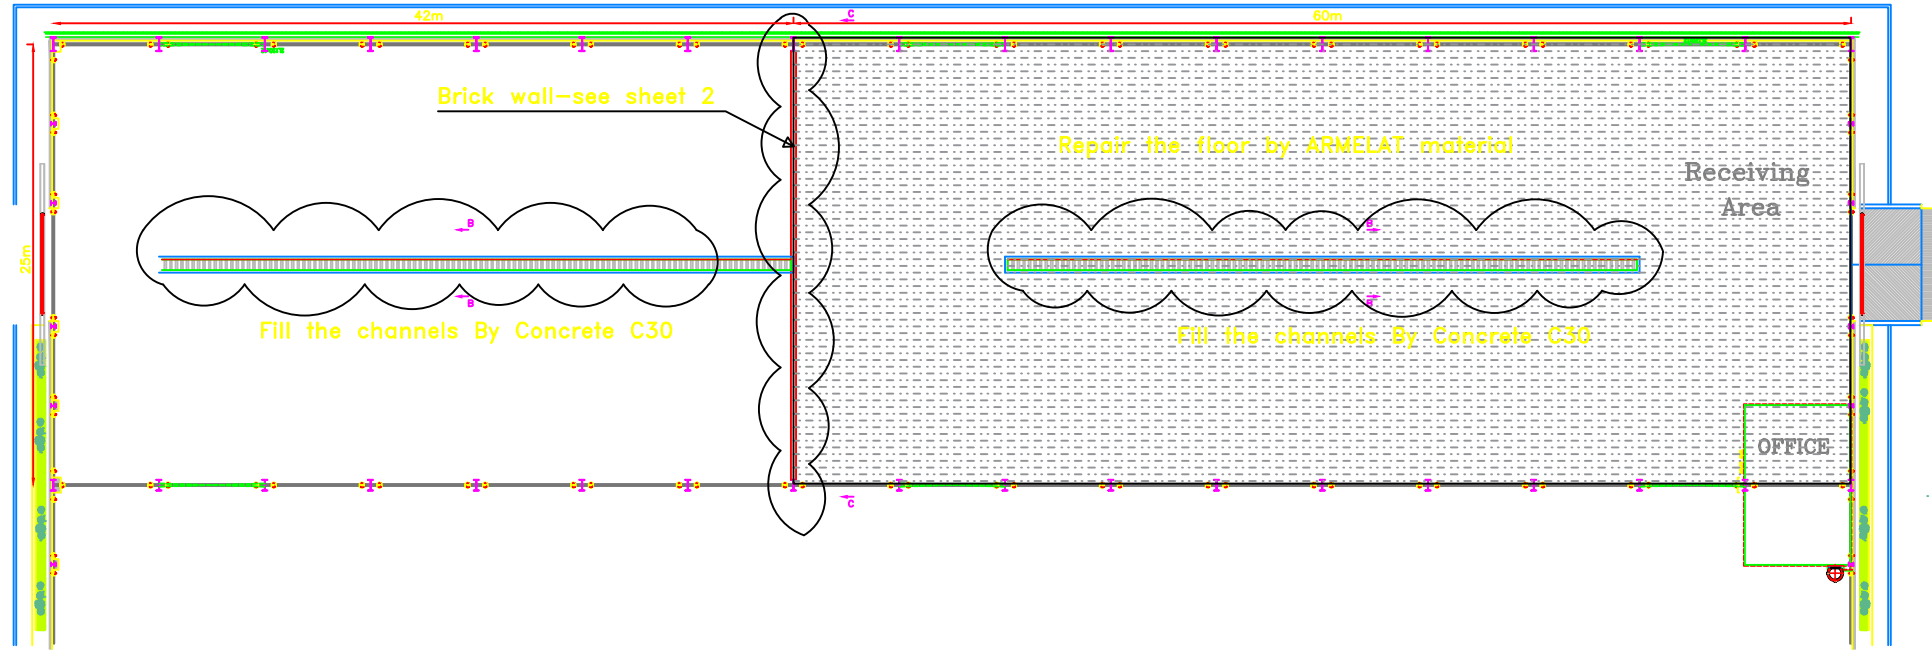 42m
C
60m
Brick wall-see sheet 2
Repair the floor by ARMELAT material
Receiving
Area
B
B
25m
B
B
Fill the channels By Concrete C30
Fill the channels By Concrete C30
OFFICE
C